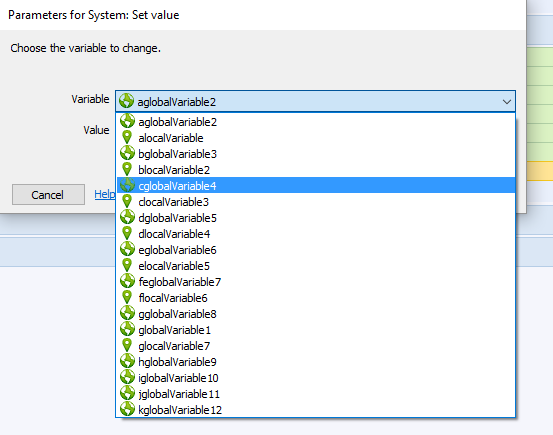 Parameters for System: Set value
Choose the variable to change.
Variable
aglobalVariable2
Value
aglobalVariable2
alocalVariable
bglobalVariable3
blocalVariable2
cglobalVariable4
clocalVariable3
dglobalVariable5
dlocalVariable4
eglobalVariable6
elocalVariable5
feglobalVariable7
flocalVariable6
gglobalVariable8
globalVariable1
glocalVariable7
hglobalVariable9
iglobalVariable10
jglobalVariable11
kglobalVariable12
Cancel
Help